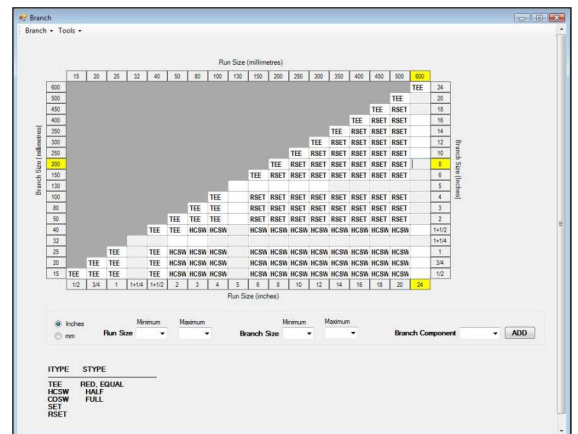 Branch
Branch Tools
Run Size (millimetres)
15 20 25 32 40 50 80 100 130 150 200 250 300 350 400 450 500 600
600 TEE 24
500 TEE 20
450 TEE RSET 18
400 TEE RSET RSET 16
350 TEE RSET RSET RSET 14
300 TEE RSET RSET RSET RSET 12
250 TEE RSET RSET RSET RSET RSET 10
200 TEE RSET RSET RSET RSET RSET RSET 8
150 TEE RSET RSET RSET RSET RSET RSET RSET 6
130 5
100 TEE RSET RSET RSET RSET RSET RSET RSET RSET 4
80 TEE TEE RSET RSET RSET RSET RSET RSET RSET RSET 3
50 TEE TEE TEE RSET RSET RSET RSET RSET RSET RSET RSET 2
40 TEE TEE HCSW HCSW HCSW HCSW HCSW HCSW HCSW HCSW HCSW HCSW 1+1/2
32 1+1/4
25 TEE TEE HCSW HCSW HCSW HCSW HCSW HCSW HCSW HCSW HCSW HCSW HCSW 1
20 TEE TEE TEE HCSW HCSW HCSW HCSW HCSW HCSW HCSW HCSW HCSW HCSW HCSW 3/4
15 TEE TEE TEE TEE HCSW HCSW HCSW HCSW HCSW HCSW HCSW HCSW HCSW HCSW HCSW 1/2
1/2 3/4 1 1+1/4 1+1/2 2 3 4 5 6 8 10 12 14 16 18 20 24
Run Size (inches)
Branch Size (millimetres)
Branch Size (Inches)
Inches
mm
Minimum Maximum
Run Size
Minimum Maximum
Branch Size
Branch Component
ADD
ITYPE STYPE
TEE RED, EQUAL
HCSW HALF
COSW FULL
SET
RSET